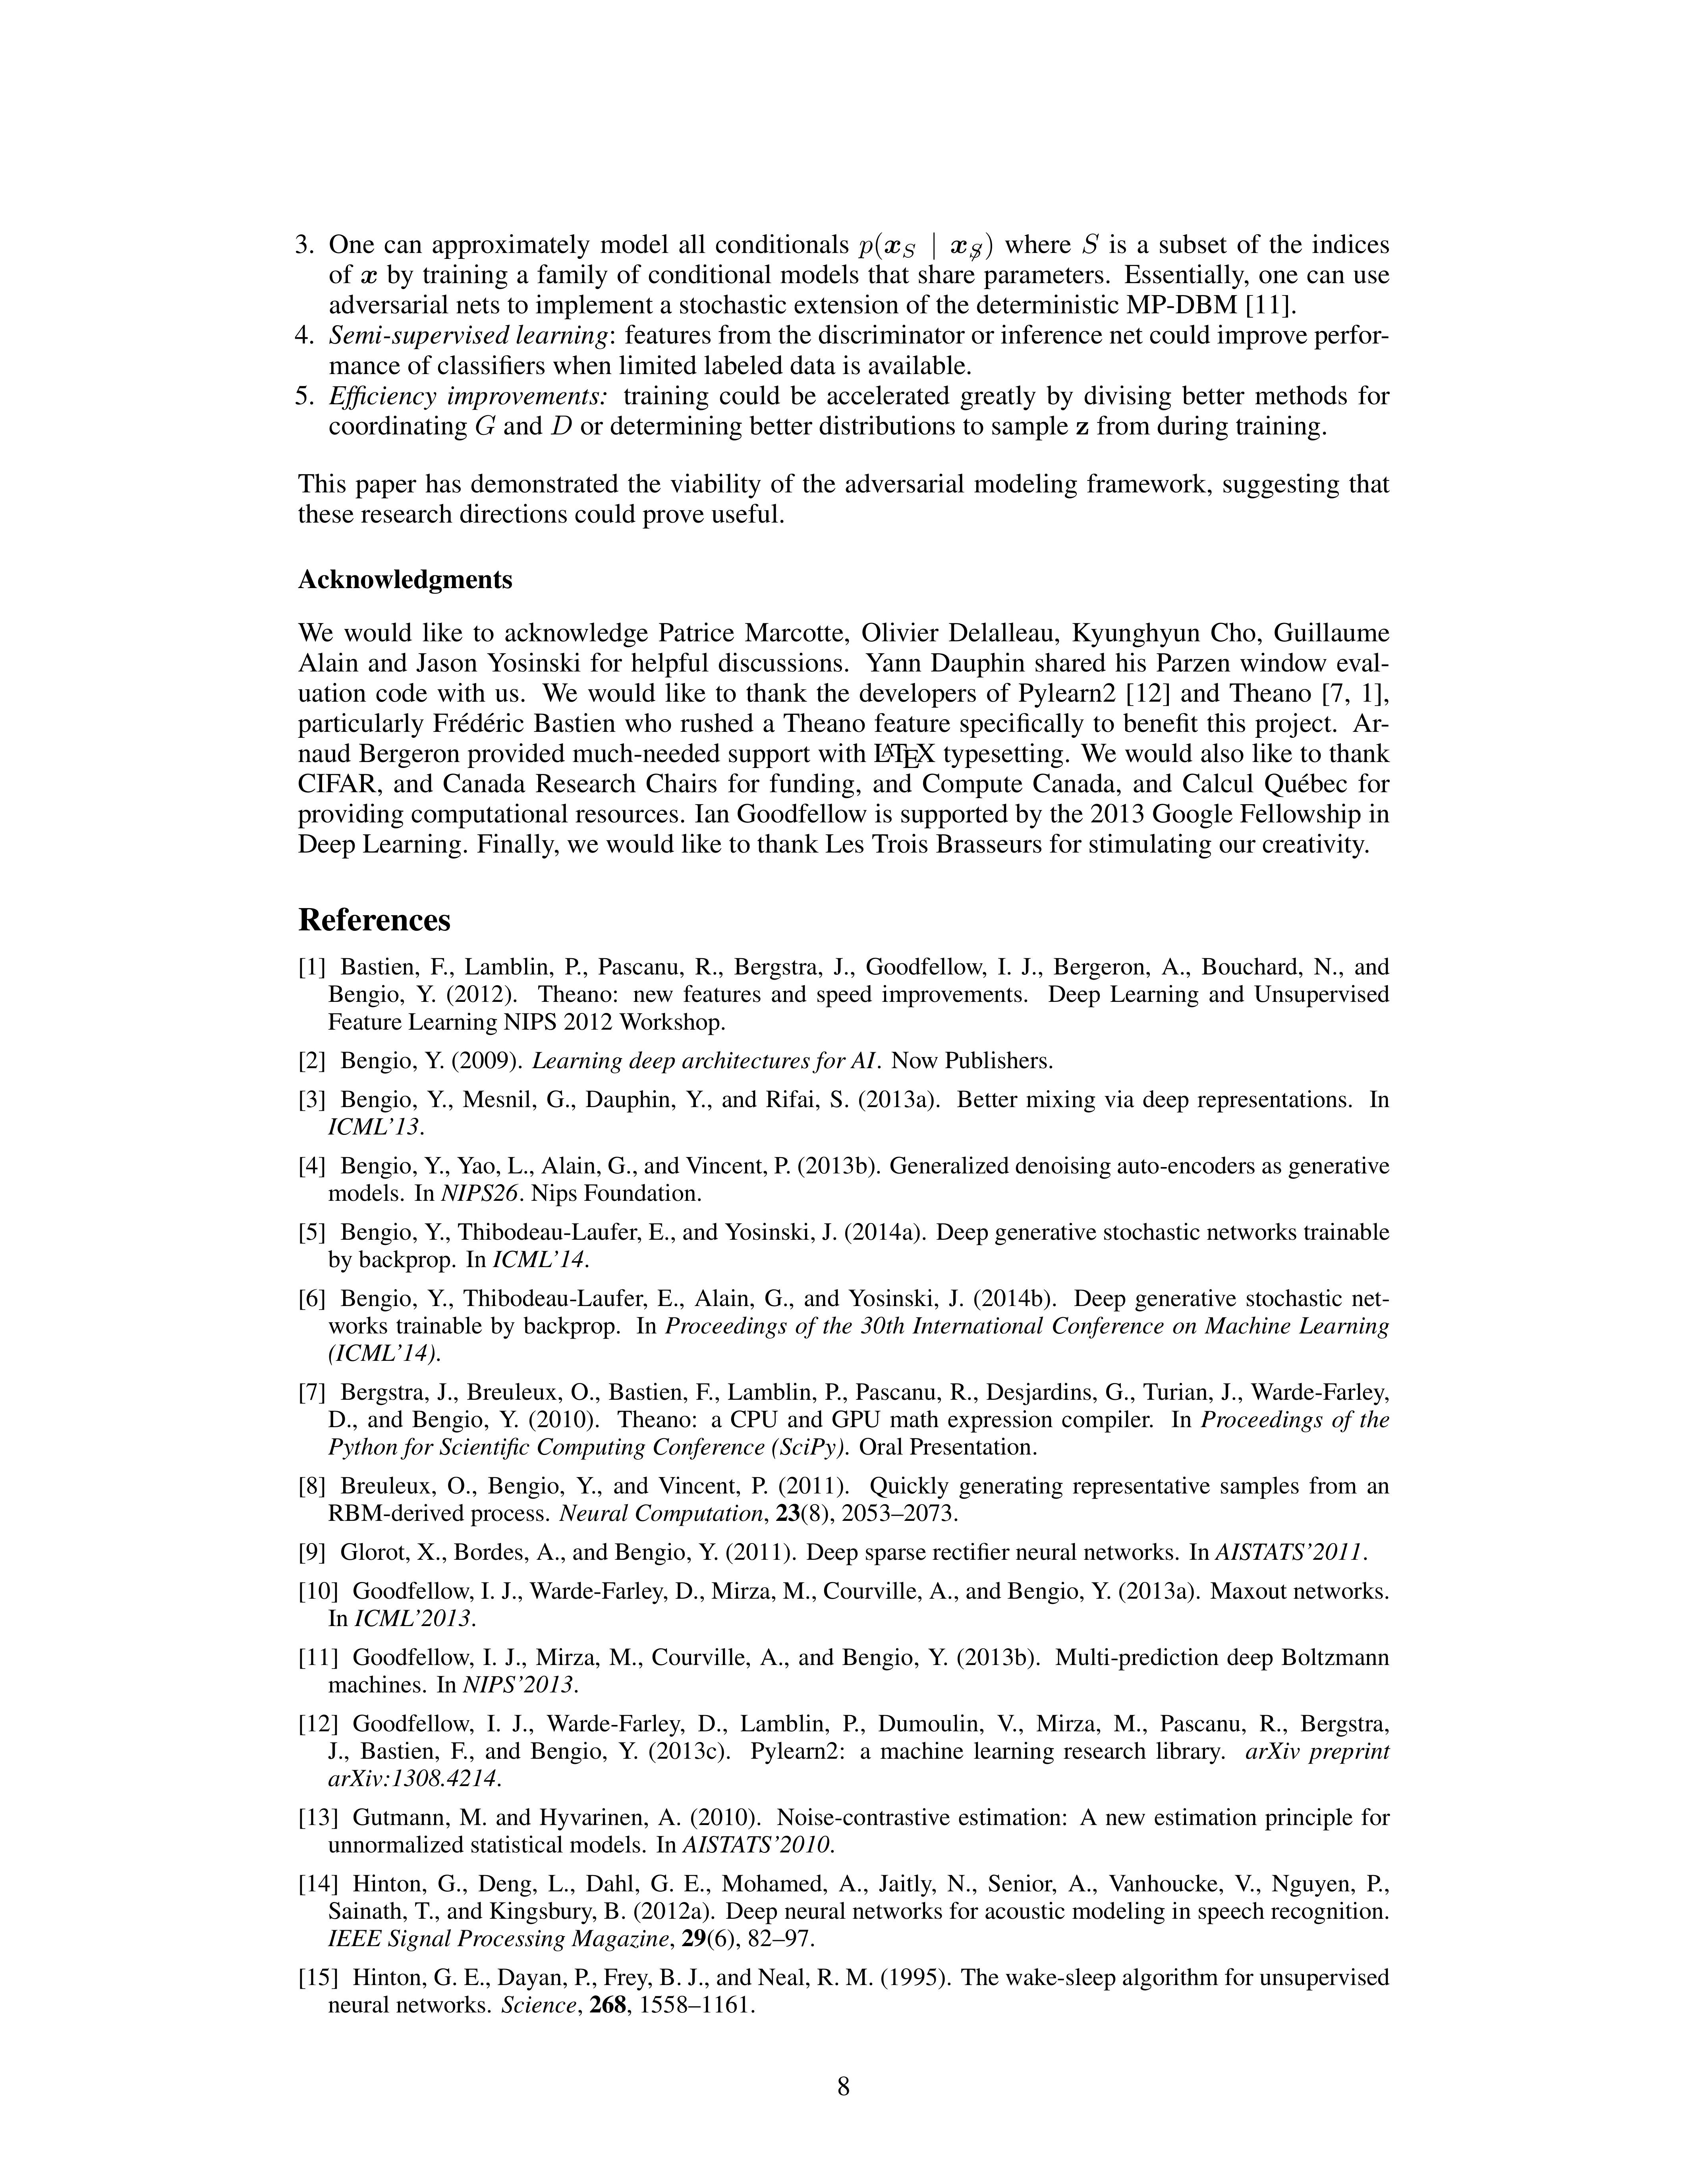 3. One can approximately model all conditionals p(x_S | x_S̸) where S is a subset of the indices
of x by training a family of conditional models that share parameters. Essentially, one can use
adversarial nets to implement a stochastic extension of the deterministic MP-DBM [11].
4. Semi-supervised learning: features from the discriminator or inference net could improve perfor-
mance of classifiers when limited labeled data is available.
5. Efficiency improvements: training could be accelerated greatly by divising better methods for
coordinating G and D or determining better distributions to sample z from during training.
This paper has demonstrated the viability of the adversarial modeling framework, suggesting that
these research directions could prove useful.
Acknowledgments
We would like to acknowledge Patrice Marcotte, Olivier Delalleau, Kyunghyun Cho, Guillaume
Alain and Jason Yosinski for helpful discussions. Yann Dauphin shared his Parzen window eval-
uation code with us. We would like to thank the developers of Pylearn2 [12] and Theano [7, 1],
particularly Frédéric Bastien who rushed a Theano feature specifically to benefit this project. Ar-
naud Bergeron provided much-needed support with LATEX typesetting. We would also like to thank
CIFAR, and Canada Research Chairs for funding, and Compute Canada, and Calcul Québec for
providing computational resources. Ian Goodfellow is supported by the 2013 Google Fellowship in
Deep Learning. Finally, we would like to thank Les Trois Brasseurs for stimulating our creativity.
References
[1] Bastien, F., Lamblin, P., Pascanu, R., Bergstra, J., Goodfellow, I. J., Bergeron, A., Bouchard, N., and
Bengio, Y. (2012). Theano: new features and speed improvements. Deep Learning and Unsupervised
Feature Learning NIPS 2012 Workshop.
[2] Bengio, Y. (2009). Learning deep architectures for AI. Now Publishers.
[3] Bengio, Y., Mesnil, G., Dauphin, Y., and Rifai, S. (2013a). Better mixing via deep representations. In
ICML’13.
[4] Bengio, Y., Yao, L., Alain, G., and Vincent, P. (2013b). Generalized denoising auto-encoders as generative
models. In NIPS26. Nips Foundation.
[5] Bengio, Y., Thibodeau-Laufer, E., and Yosinski, J. (2014a). Deep generative stochastic networks trainable
by backprop. In ICML’14.
[6] Bengio, Y., Thibodeau-Laufer, E., Alain, G., and Yosinski, J. (2014b). Deep generative stochastic net-
works trainable by backprop. In Proceedings of the 30th International Conference on Machine Learning
(ICML’14).
[7] Bergstra, J., Breuleux, O., Bastien, F., Lamblin, P., Pascanu, R., Desjardins, G., Turian, J., Warde-Farley,
D., and Bengio, Y. (2010). Theano: a CPU and GPU math expression compiler. In Proceedings of the
Python for Scientific Computing Conference (SciPy). Oral Presentation.
[8] Breuleux, O., Bengio, Y., and Vincent, P. (2011). Quickly generating representative samples from an
RBM-derived process. Neural Computation, 23(8), 2053–2073.
[9] Glorot, X., Bordes, A., and Bengio, Y. (2011). Deep sparse rectifier neural networks. In AISTATS’2011.
[10] Goodfellow, I. J., Warde-Farley, D., Mirza, M., Courville, A., and Bengio, Y. (2013a). Maxout networks.
In ICML’2013.
[11] Goodfellow, I. J., Mirza, M., Courville, A., and Bengio, Y. (2013b). Multi-prediction deep Boltzmann
machines. In NIPS’2013.
[12] Goodfellow, I. J., Warde-Farley, D., Lamblin, P., Dumoulin, V., Mirza, M., Pascanu, R., Bergstra,
J., Bastien, F., and Bengio, Y. (2013c). Pylearn2: a machine learning research library. arXiv preprint
arXiv:1308.4214.
[13] Gutmann, M. and Hyvarinen, A. (2010). Noise-contrastive estimation: A new estimation principle for
unnormalized statistical models. In AISTATS’2010.
[14] Hinton, G., Deng, L., Dahl, G. E., Mohamed, A., Jaitly, N., Senior, A., Vanhoucke, V., Nguyen, P.,
Sainath, T., and Kingsbury, B. (2012a). Deep neural networks for acoustic modeling in speech recognition.
IEEE Signal Processing Magazine, 29(6), 82–97.
[15] Hinton, G. E., Dayan, P., Frey, B. J., and Neal, R. M. (1995). The wake-sleep algorithm for unsupervised
neural networks. Science, 268, 1558–1161.
8